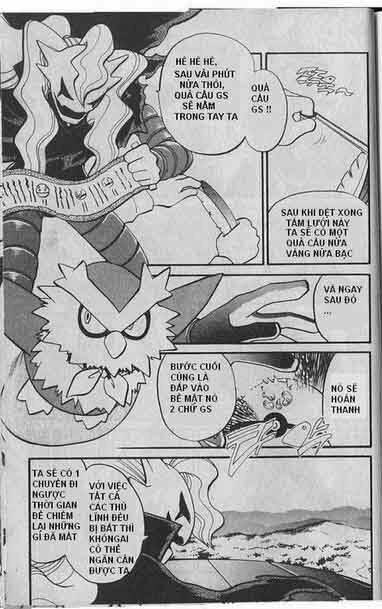 HÊ HÊ HÊ,
SAU VÀI PHÚT
NỮA THÔI,
QUẢ CẦU GS
SẼ NẰM
TRONG TAY TA
QUẢ
CẦU
GS !!
SAU KHI DỆT XONG
TẤM LƯỚI NÀY
TA SẼ CÓ MỘT
QUẢ CẦU NỬA
VÀNG NỬA BẠC
VÀ NGAY
SAU ĐÓ
...
BƯỚC CUỐI
CÙNG LÀ
ĐẮP VÀO
BỀ MẶT NÓ
2 CHỮ GS
NÓ SẼ
HOÀN
THANH
TA SẼ CÓ 1
CHUYẾN ĐI
NGƯỢC
THỜI GIAN
ĐỂ CHIẾM
LẠI NHỮNG
GÌ ĐÃ MẤT
VỚI VIỆC
TẤT CẢ
CÁC THỦ
LĨNH ĐỀU
BỊ BẮT THÌ
KHÔNGAI
CÓ THỂ
NGĂN CẢN
ĐƯỢC TA